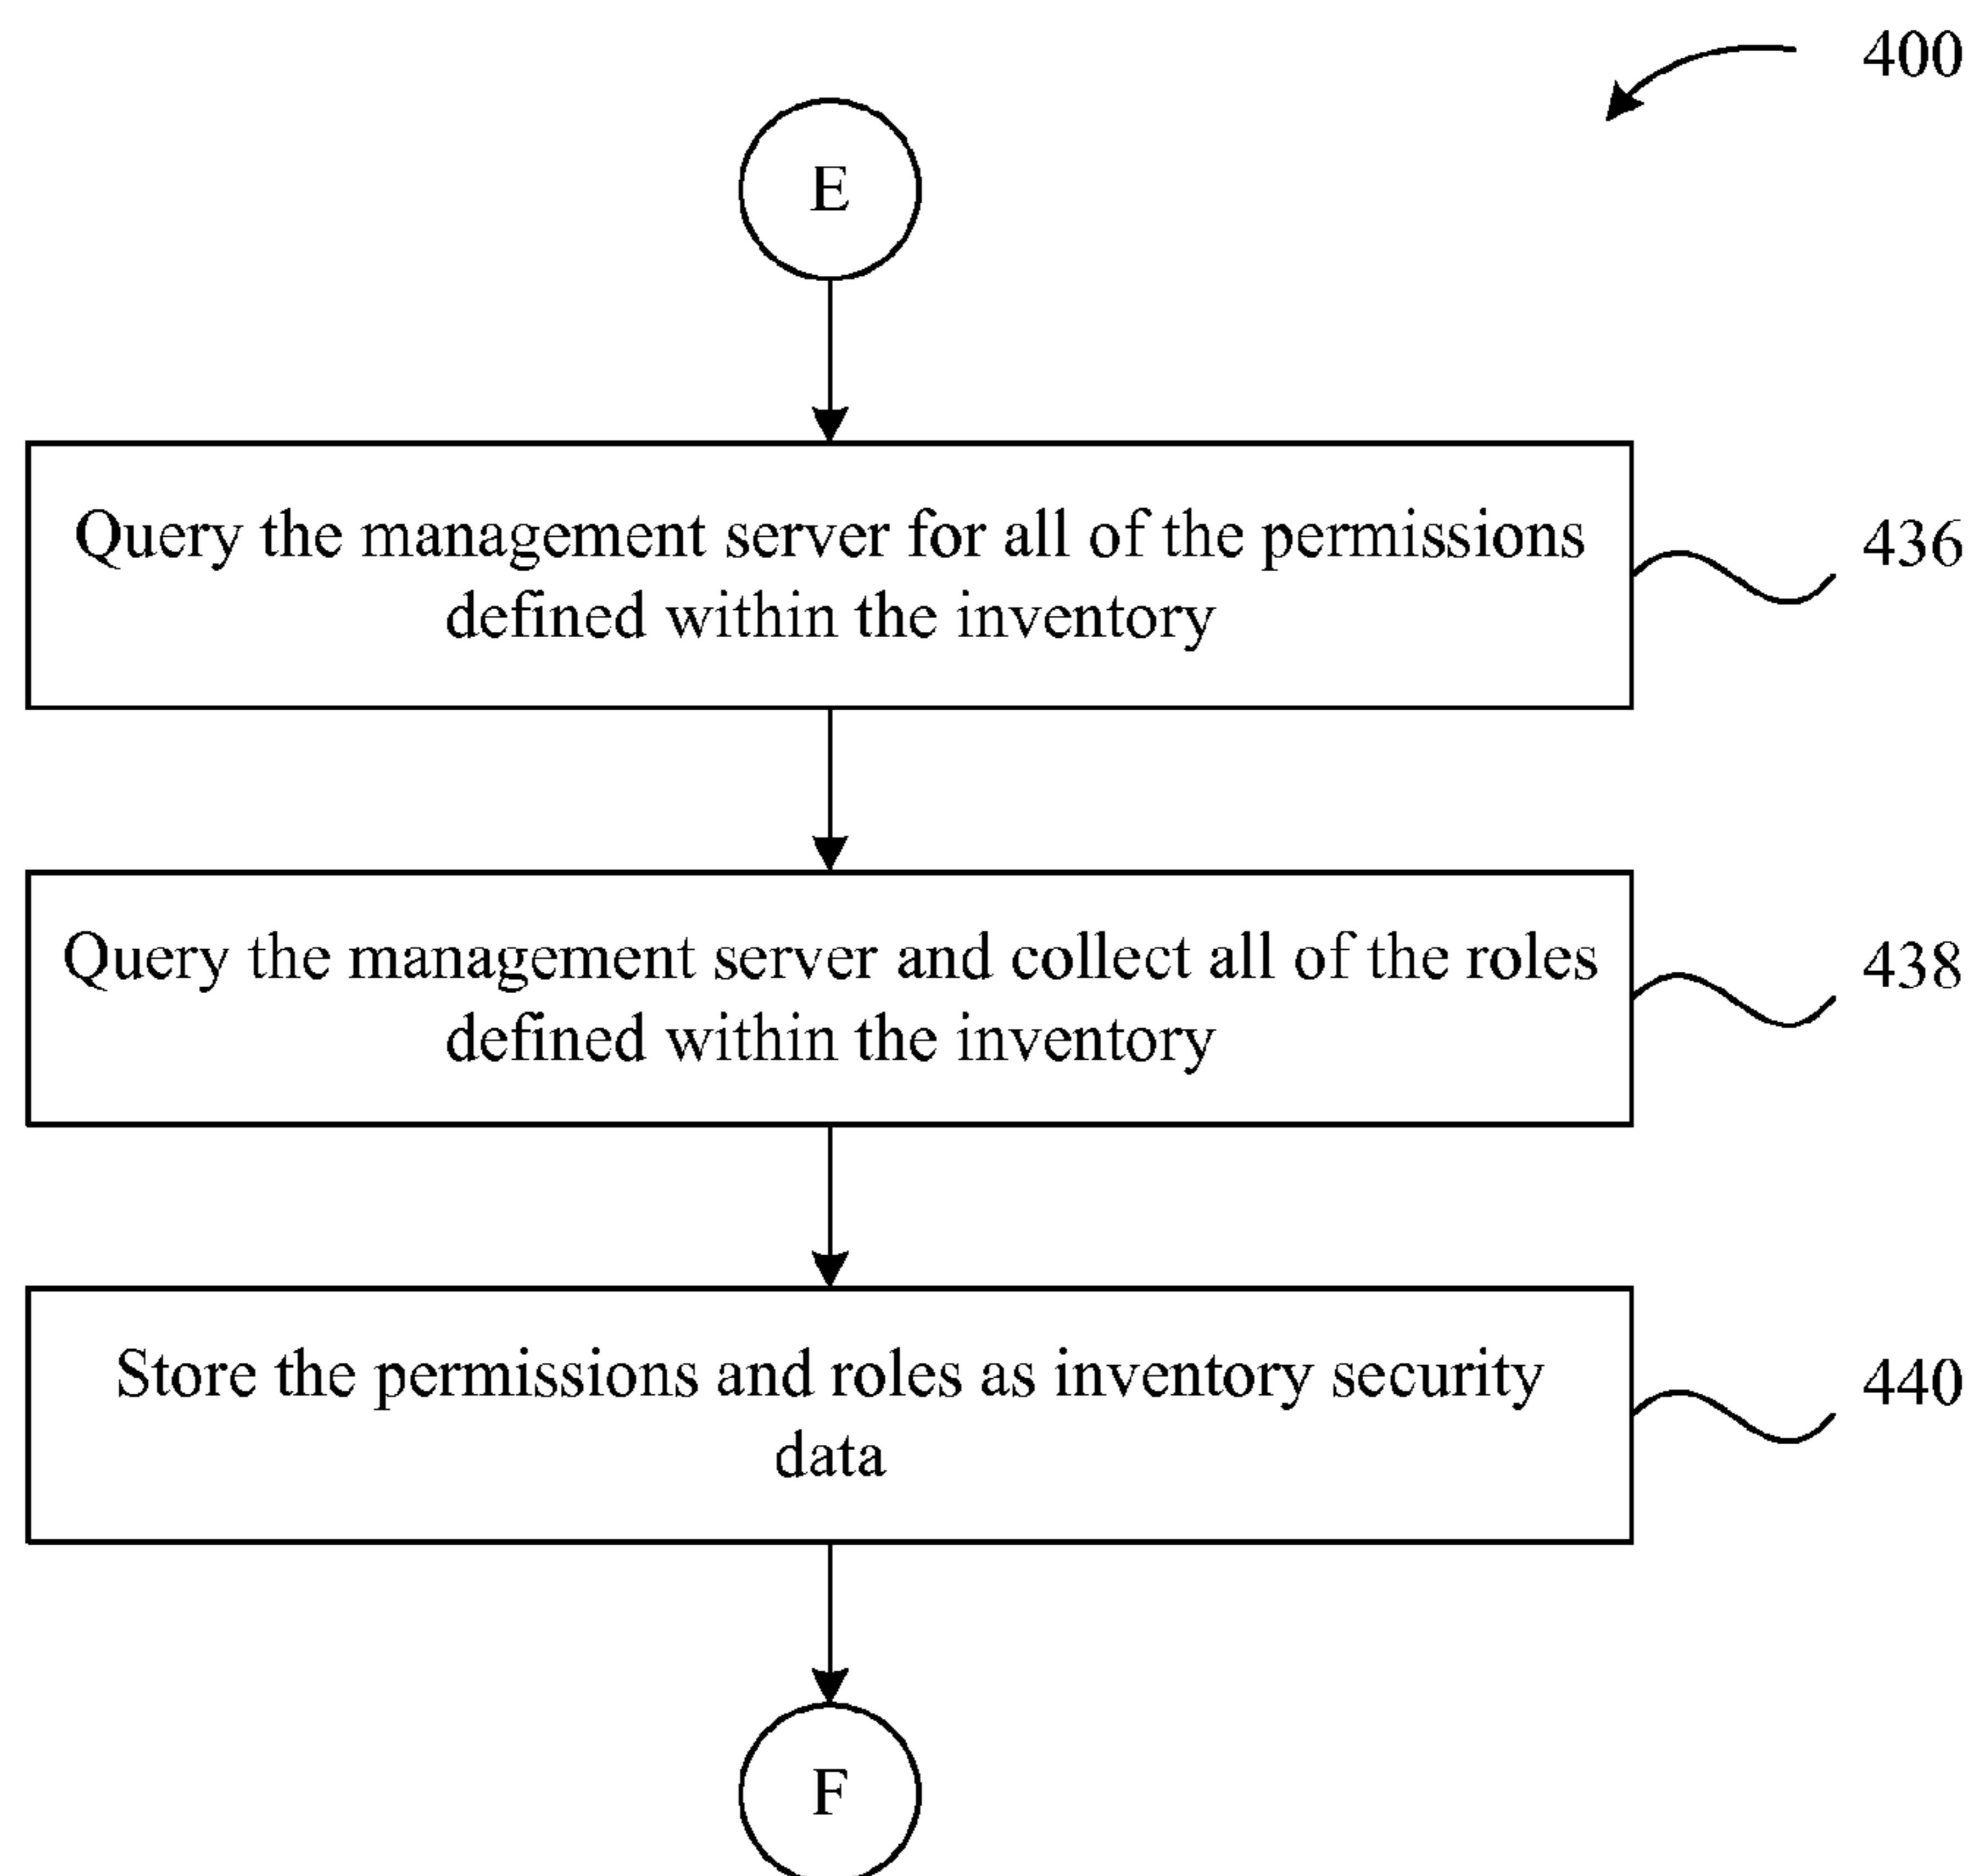 400
E
Query the management server for all of the permissions
defined within the inventory
436
Query the management server and collect all of the roles
defined within the inventory
438
Store the permissions and roles as inventory security
data
440
F